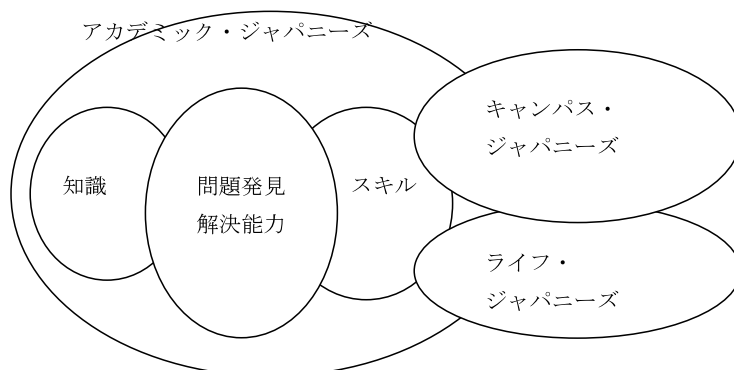 アカデミック・ジャパニーズ
知識
問題発見
解決能力
スキル
キャンパス・
ジャパニーズ
ライフ・
ジャパニーズ